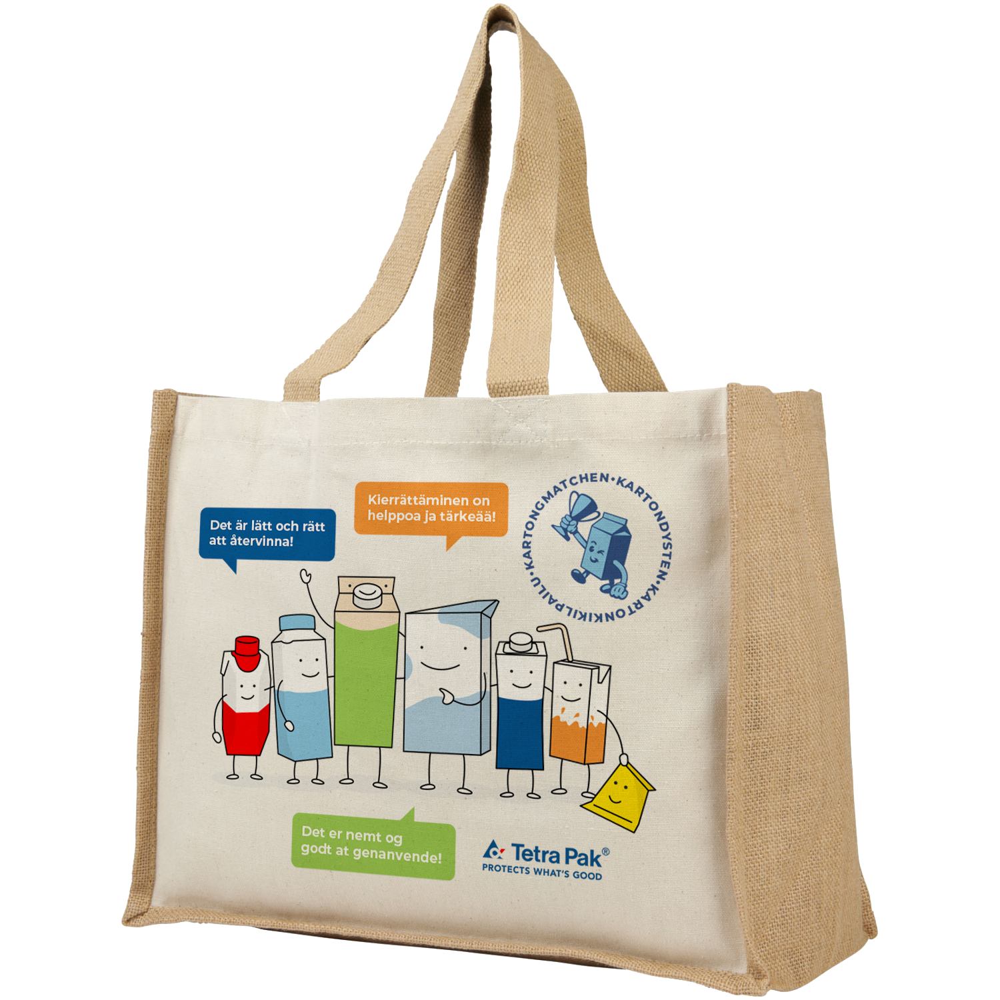 Kierrättäminen on
helppoa ja tärkeää!
Det är lätt och rätt
att återvinna!
KARTONGMATCHEN•KARTONDYSTEN•KARTONKIKILPAILU•
Det er nemt og
godt at genanvende!
Tetra Pak®
PROTECTS WHAT'S GOOD